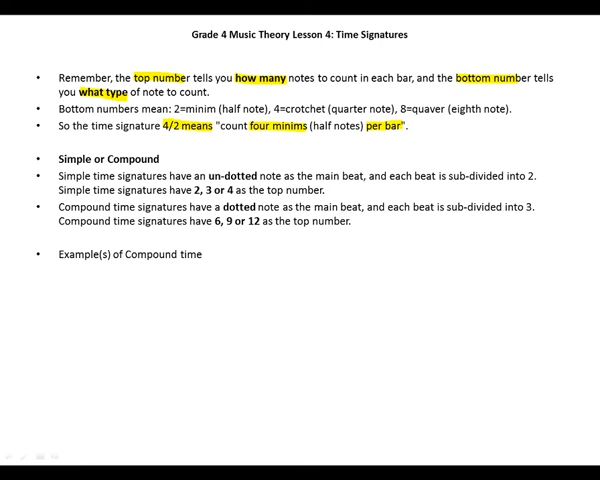 Grade 4 Music Theory Lesson 4: Time Signatures
• Remember, the top number tells you how many notes to count in each bar, and the bottom number tells
you what type of note to count.
• Bottom numbers mean: 2=minim (half note), 4=crotchet (quarter note), 8=quaver (eighth note).
• So the time signature 4/2 means "count four minims (half notes) per bar".
• Simple or Compound
• Simple time signatures have an un-dotted note as the main beat, and each beat is sub-divided into 2.
Simple time signatures have 2, 3 or 4 as the top number.
• Compound time signatures have a dotted note as the main beat, and each beat is sub-divided into 3.
Compound time signatures have 6, 9 or 12 as the top number.
• Example(s) of Compound time